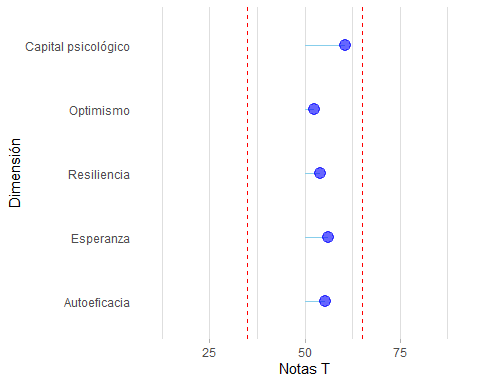 Capital psicológico
Optimismo
Resiliencia
Esperanza
Autoeficacia
Dimensión
25
50
75
Notas T